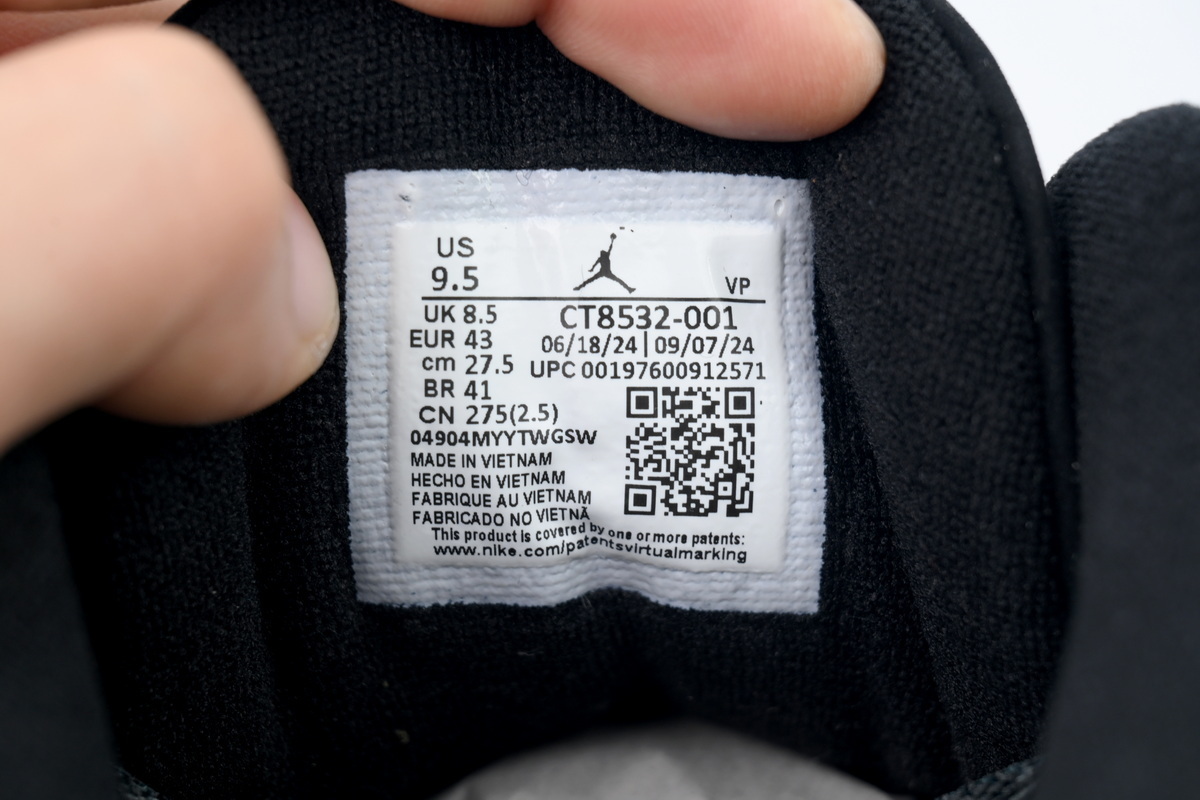 US
9.5
VP
UK 8.5
EUR 43
cm 27.5
BR 41
CN 275(2.5)
CT8532-001
06/18/24|09/07/24
UPC 00197600912571
04904MYYTWGSW
MADE IN VIETNAM
HECHO EN VIETNAM
FABRIQUE AU VIETNAM
FABRICADO NO VIETNÃ
This product is covered by one or more patents:
www.nike.com/patentsvirtualmarking